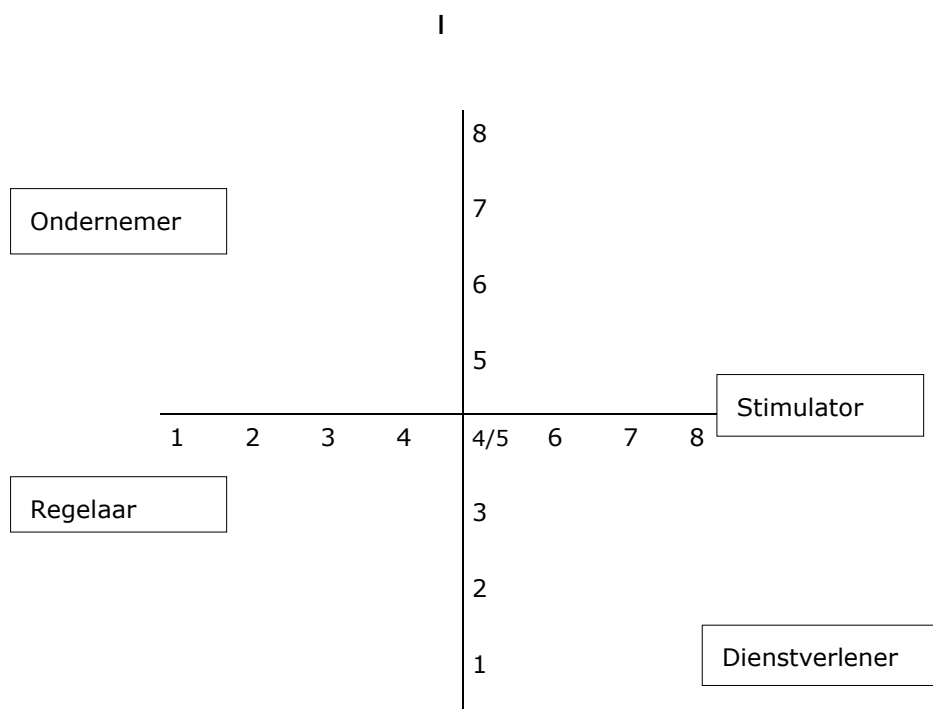 I
8
Ondernemer
7
6
5
Stimulator
1 2 3 4 4/5 6 7 8
Regelaar
3
2
Dienstverlener
1